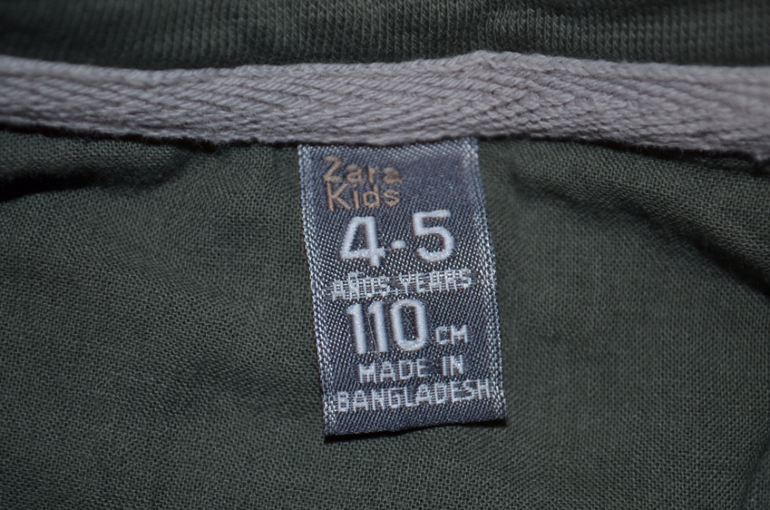 Zara
Kids
4-5
AÑOS.YEARS
110 CM
MADE IN
BANGLADESH